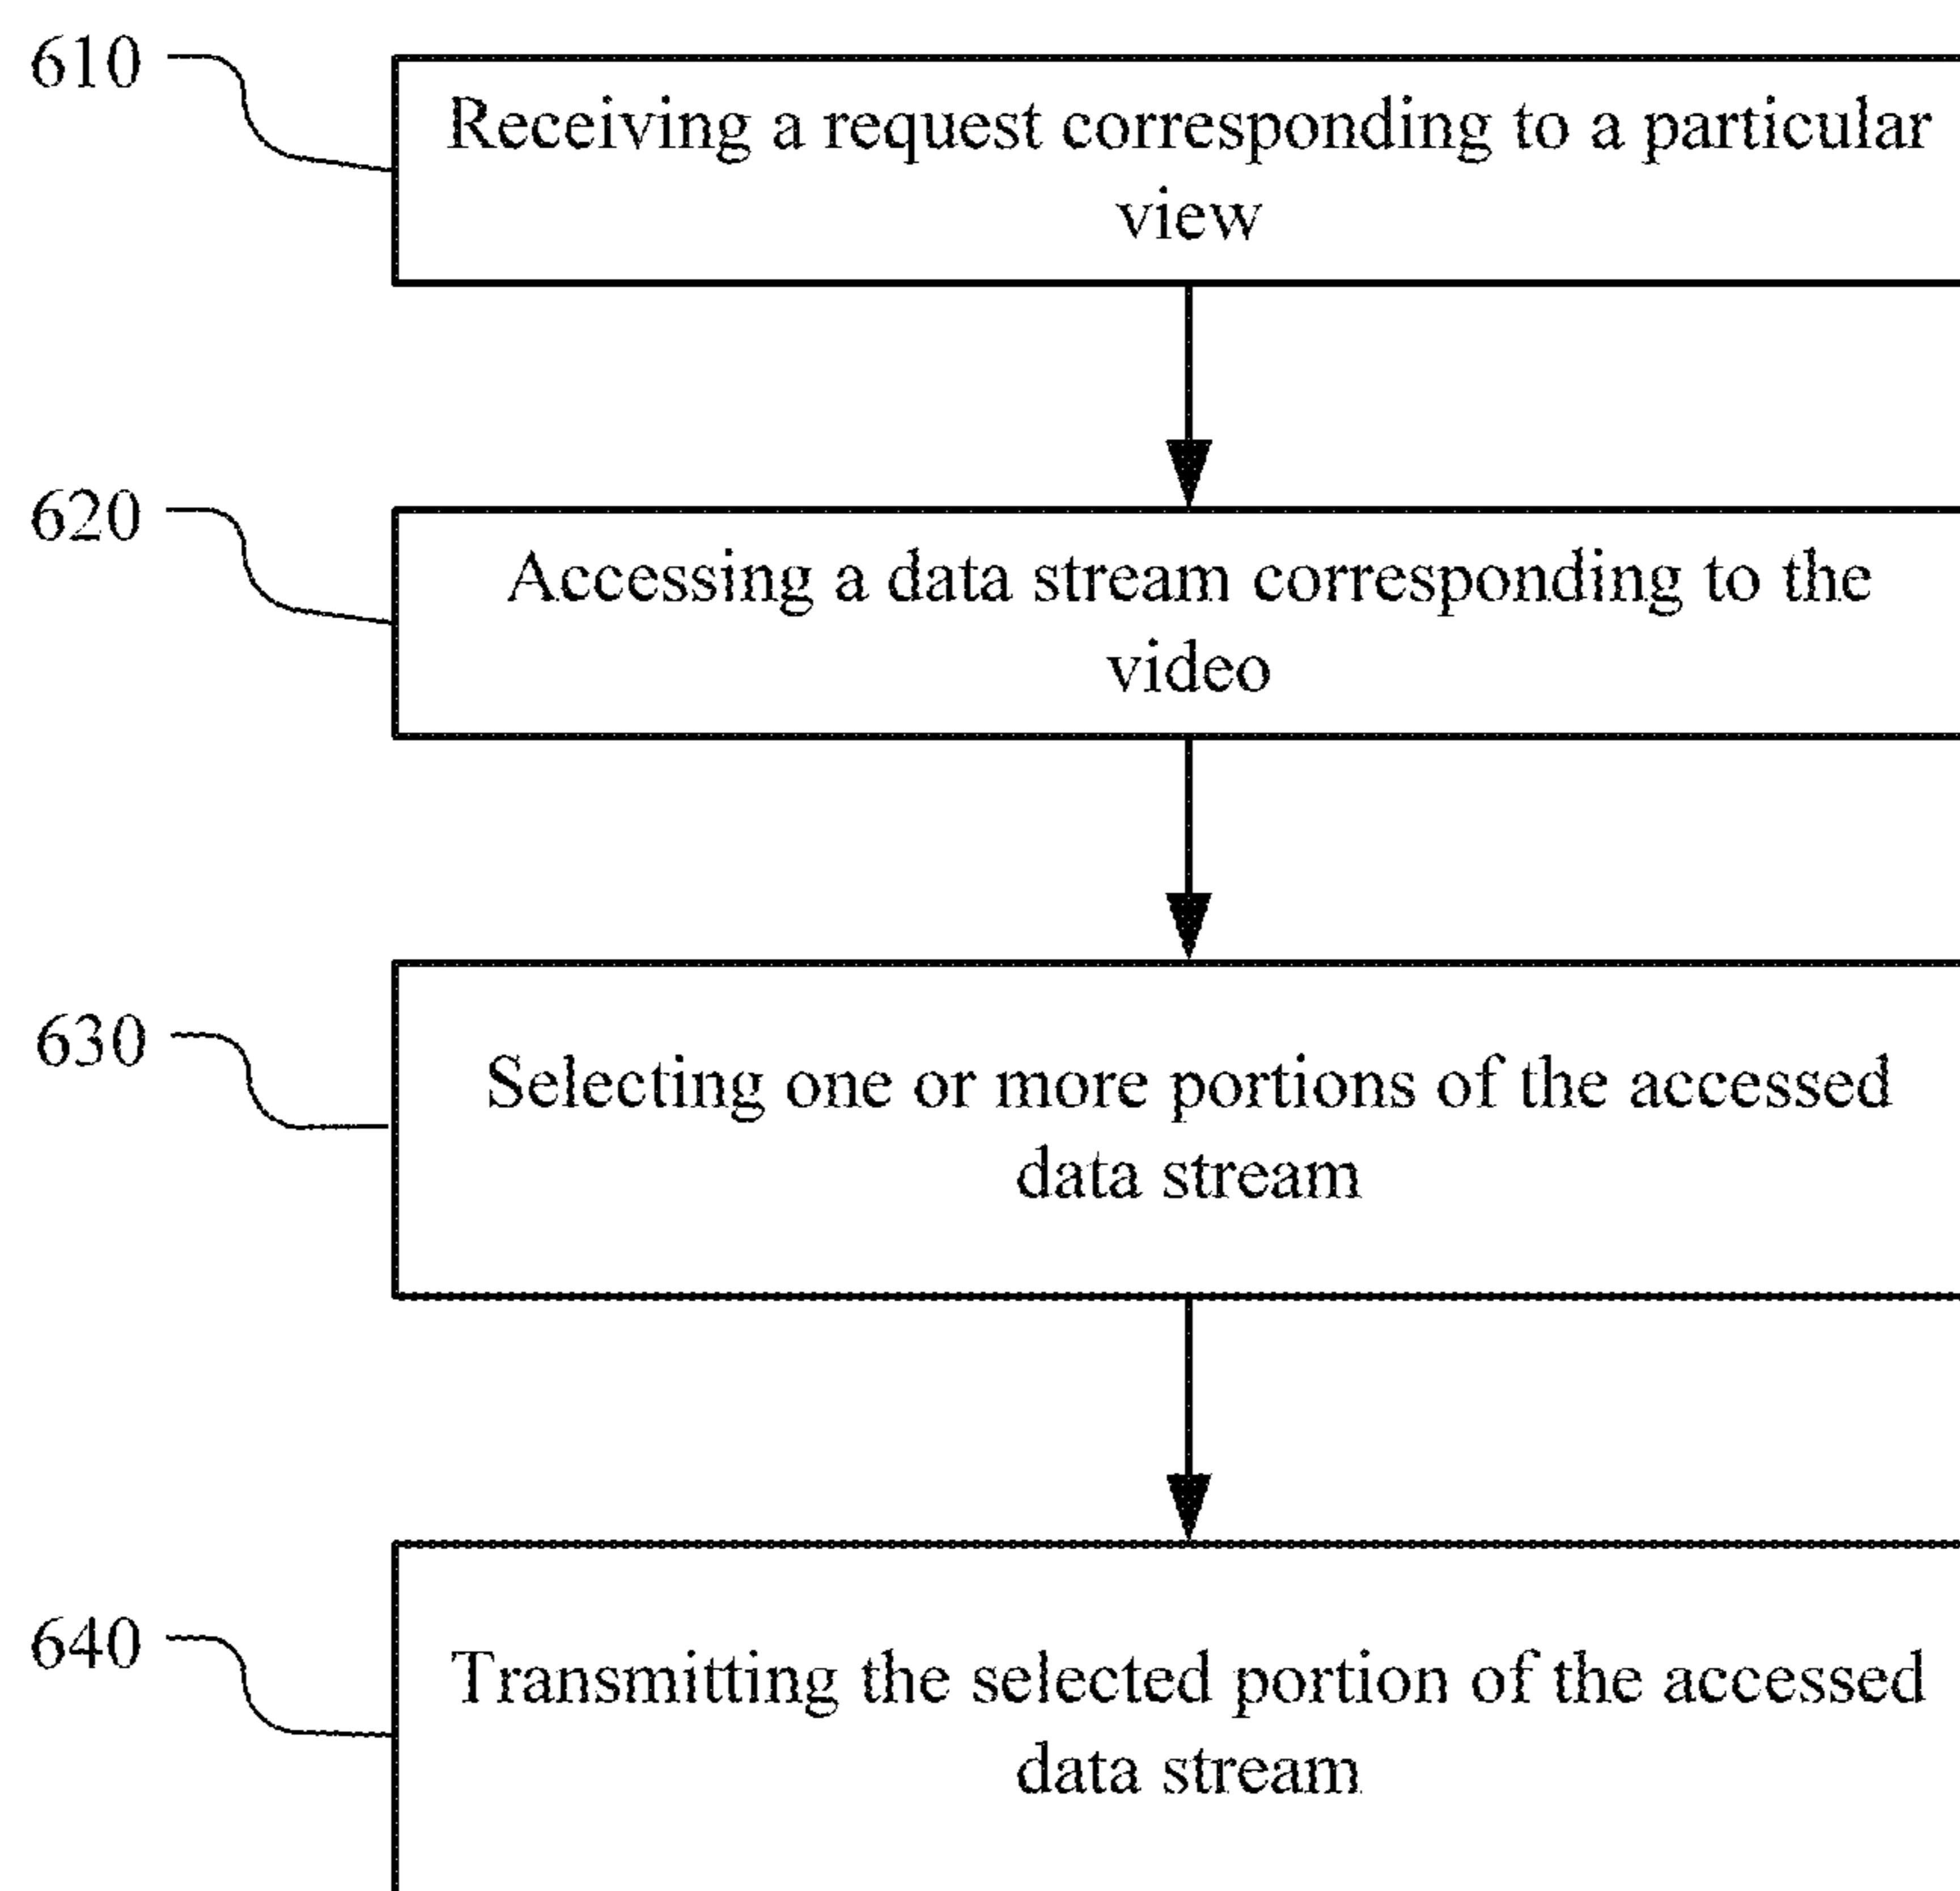 610
Receiving a request corresponding to a particular
view
620
Accessing a data stream corresponding to the
video
630
Selecting one or more portions of the accessed
data stream
640
Transmitting the selected portion of the accessed
data stream